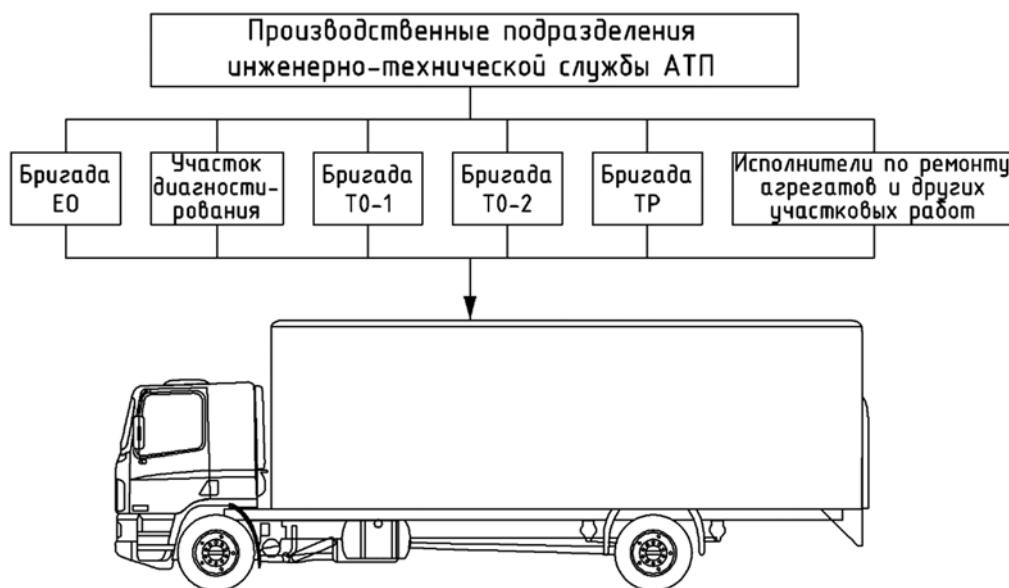 Производственные подразделения
инженерно-технической службы АТП
Бригада
ЕО
Участок
диагности-
рования
Бригада
ТО-1
Бригада
ТО-2
Бригада
ТР
Исполнители по ремонту
агрегатов и других
участковых работ